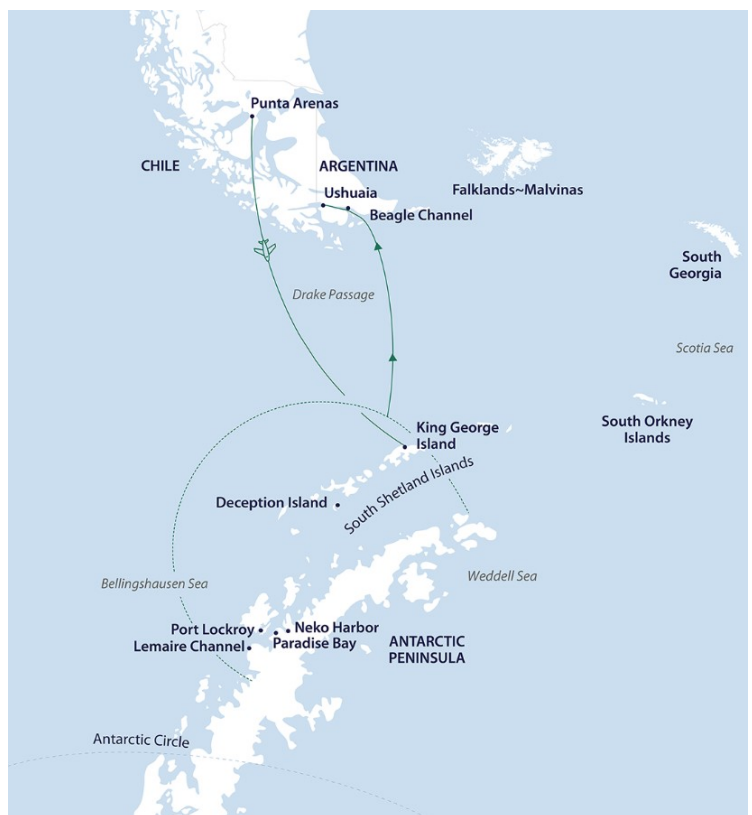 Punta Arenas
CHILE
ARGENTINA
Ushuaia
Falklands~Malvinas
Beagle Channel
South
Georgia
Drake Passage
Scotia Sea
King George
Island
South Orkney
Islands
South Shetland Islands
Deception Island
Bellingshausen Sea
Weddell Sea
Port Lockroy
Neko Harbor
Lemaire Channel
Paradise Bay
ANTARCTIC
PENINSULA
Antarctic Circle